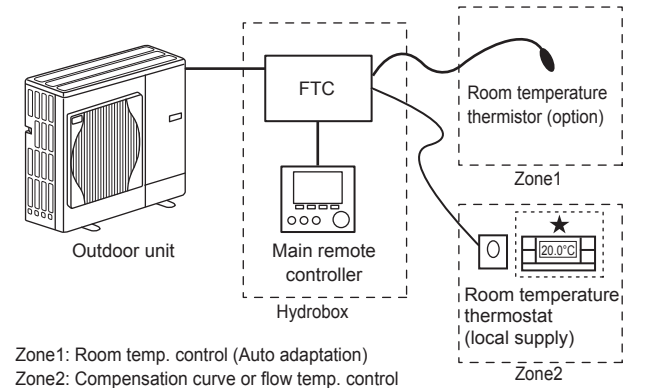 FTC
Room temperature
thermistor (option)
Zone1
Outdoor unit
Main remote
controller
Hydrobox
20.0°C
Room temperature
thermostat
(local supply)
Zone2
Zone1: Room temp. control (Auto adaptation)
Zone2: Compensation curve or flow temp. control